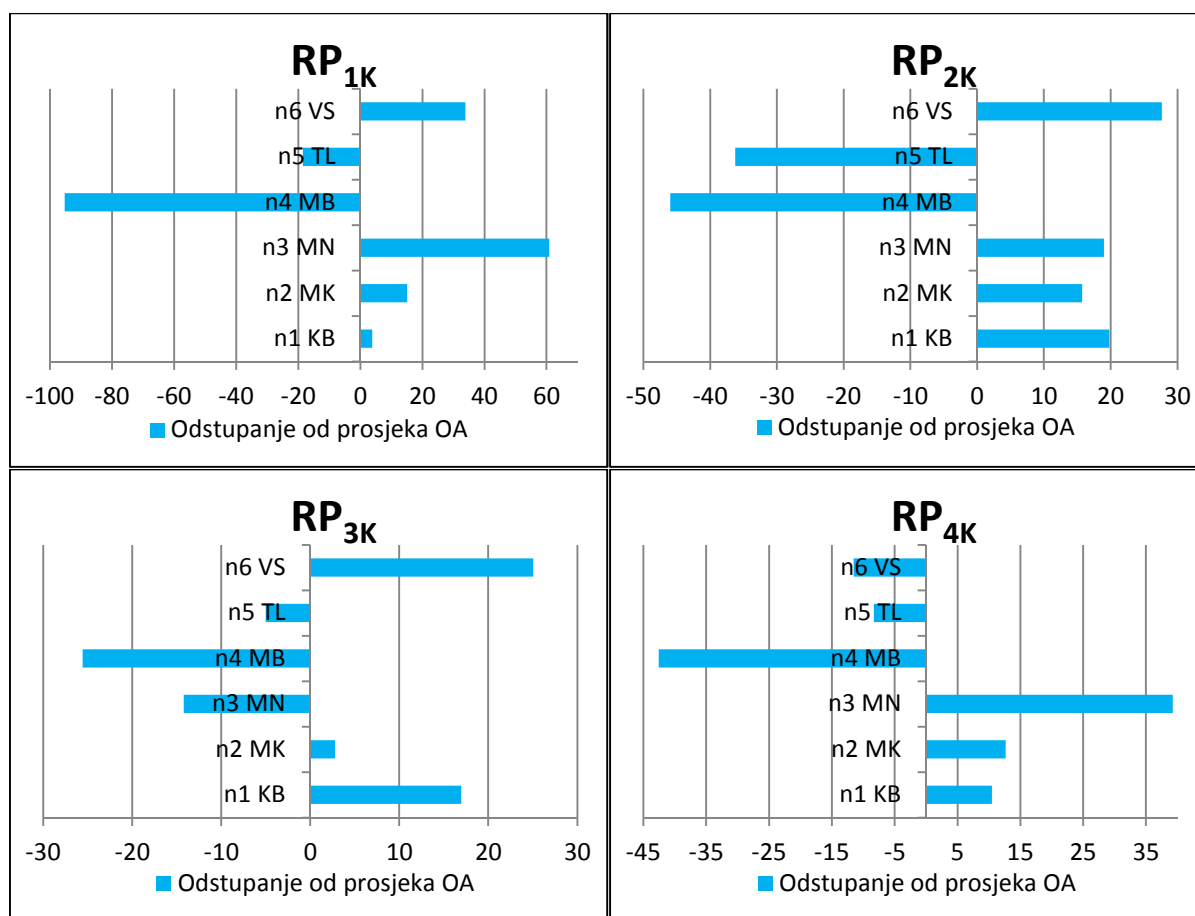 RP1K
n6 VS
n5 TL
n4 MB
n3 MN
n2 MK
n1 KB
-100 -80 -60 -40 -20 0 20 40 60
Odstupanje od prosjeka OA
RP2K
n6 VS
n5 TL
n4 MB
n3 MN
n2 MK
n1 KB
-50 -40 -30 -20 -10 0 10 20 30
Odstupanje od prosjeka OA
RP3K
n6 VS
n5 TL
n4 MB
n3 MN
n2 MK
n1 KB
-30 -20 -10 0 10 20 30
Odstupanje od prosjeka OA
RP4K
n6 VS
n5 TL
n4 MB
n3 MN
n2 MK
n1 KB
-45 -35 -25 -15 -5 5 15 25 35
Odstupanje od prosjeka OA